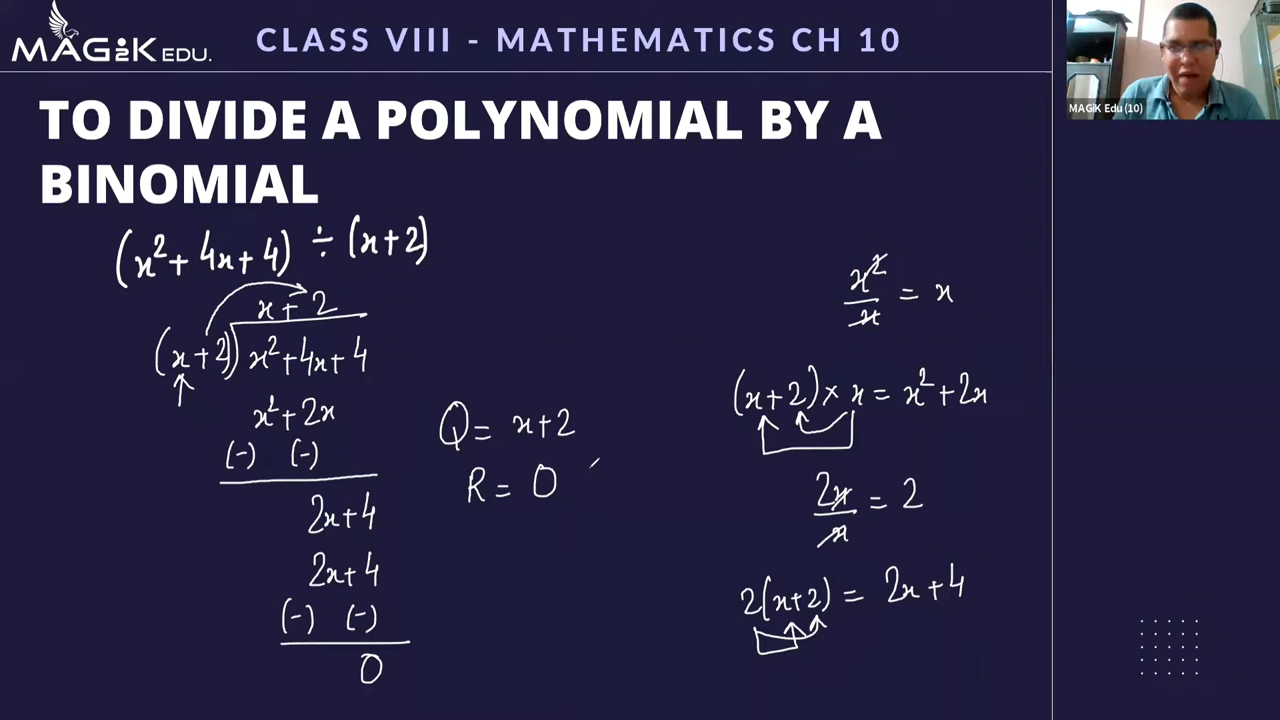 MAGiK EDU.
CLASS VIII - MATHEMATICS CH 10
MAGiK Edu (10)
TO DIVIDE A POLYNOMIAL BY A
BINOMIAL
(x² + 4x + 4) ÷ (x + 2)
x + 2
(x + 2) x² + 4x + 4
x² + 2x
(-) (-)
2x + 4
2x + 4
(-) (-)
0
Q = x + 2
R = 0
x²/x = x
(x + 2) × x = x² + 2x
2x/x = 2
2(x + 2) = 2x + 4